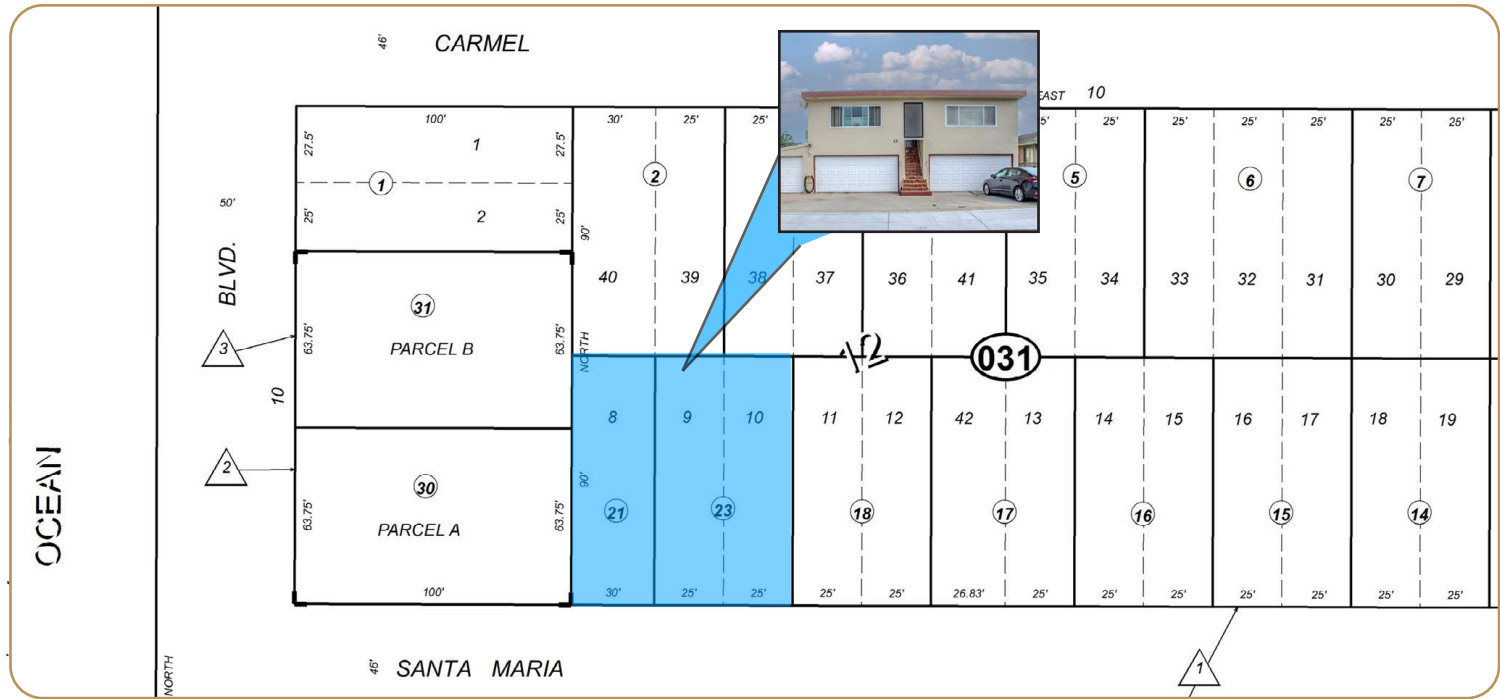 46' CARMEL
EAST 10
100' 30' 25' 25' 5' 25' 25' 25' 25' 25' 25'
27.5' 1 27.5'
1 2 5 6 7
50' 25' 2 25'
90'
BLVD.
40 39 38 37 36 41 35 34 33 32 31 30 29
31
3 63.75' PARCEL B 63.75' NORTH 12 031
10
8 9 10 11 12 42 13 14 15 16 17 18 19
2 30 90'
OCEAN
63.75' PARCEL A 63.75' 21 23 18 17 16 15 14
100' 30' 25' 25' 25' 25' 26.83' 25' 25' 25' 25' 25' 25' 25'
NORTH 46' SANTA MARIA 1